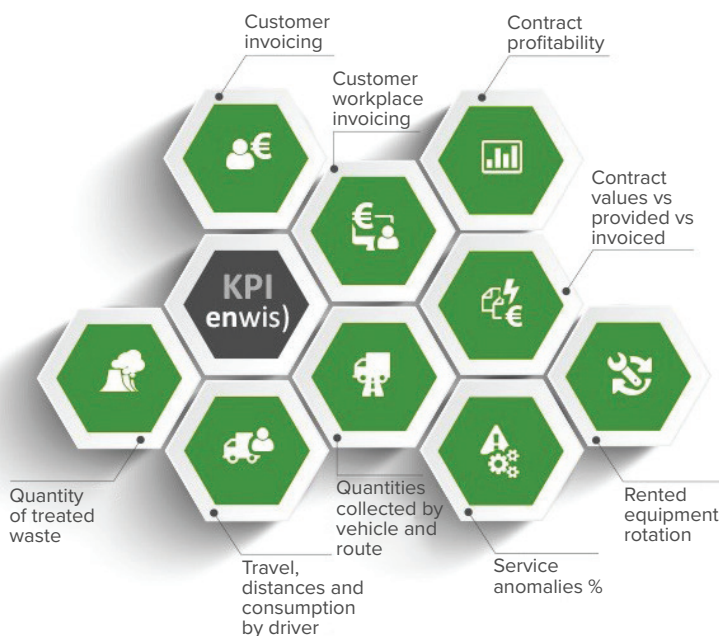 Customer
invoicing
Contract
profitability
Customer
workplace
invoicing
Contract
values vs
provided vs
invoiced
KPI
enwis)
Quantity
of treated
waste
Travel,
distances and
consumption
by driver
Quantities
collected by
vehicle and
route
Service
anomalies %
Rented
equipment
rotation